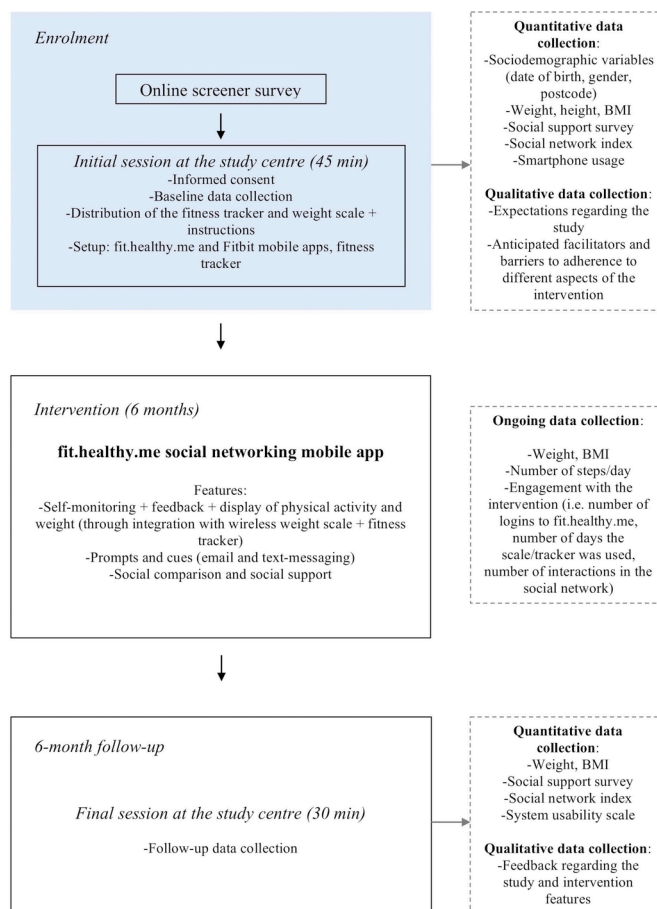 Enrolment
Online screener survey
Initial session at the study centre (45 min)
-Informed consent
-Baseline data collection
-Distribution of the fitness tracker and weight scale +
instructions
-Setup: fit.healthy.me and Fitbit mobile apps, fitness
tracker
Quantitative data
collection:
-Sociodemographic variables
(date of birth, gender,
postcode)
-Weight, height, BMI
-Social support survey
-Social network index
-Smartphone usage
Qualitative data collection:
-Expectations regarding the
study
-Anticipated facilitators and
barriers to adherence to
different aspects of the
intervention
Intervention (6 months)
fit.healthy.me social networking mobile app
Features:
-Self-monitoring + feedback + display of physical activity and
weight (through integration with wireless weight scale + fitness
tracker)
-Prompts and cues (email and text-messaging)
-Social comparison and social support
Ongoing data collection:
-Weight, BMI
-Number of steps/day
-Engagement with the
intervention (i.e. number of
logins to fit.healthy.me,
number of days the
scale/tracker was used,
number of interactions in the
social network)
6-month follow-up
Final session at the study centre (30 min)
-Follow-up data collection
Quantitative data
collection:
-Weight, BMI
-Social support survey
-Social network index
-System usability scale
Qualitative data collection:
-Feedback regarding the
study and intervention
features